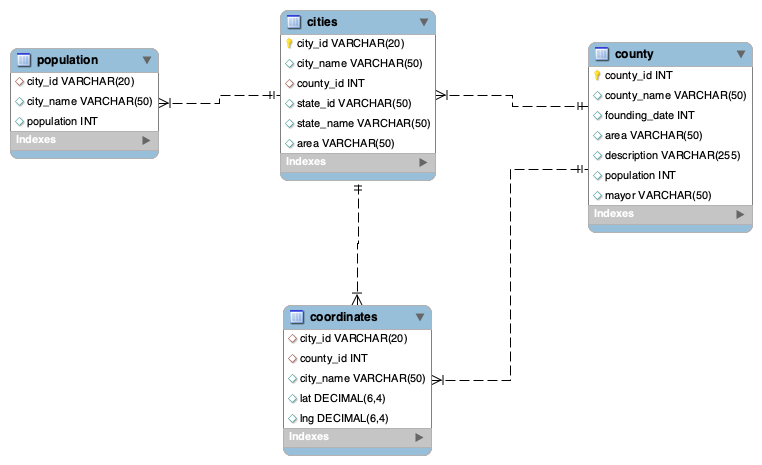 population
city_id VARCHAR(20)
city_name VARCHAR(50)
population INT
Indexes
cities
city_id VARCHAR(20)
city_name VARCHAR(50)
county_id INT
state_id VARCHAR(50)
state_name VARCHAR(50)
area VARCHAR(50)
Indexes
county
county_id INT
county_name VARCHAR(50)
founding_date INT
area VARCHAR(50)
description VARCHAR(255)
population INT
mayor VARCHAR(50)
Indexes
coordinates
city_id VARCHAR(20)
county_id INT
city_name VARCHAR(50)
lat DECIMAL(6,4)
lng DECIMAL(6,4)
Indexes